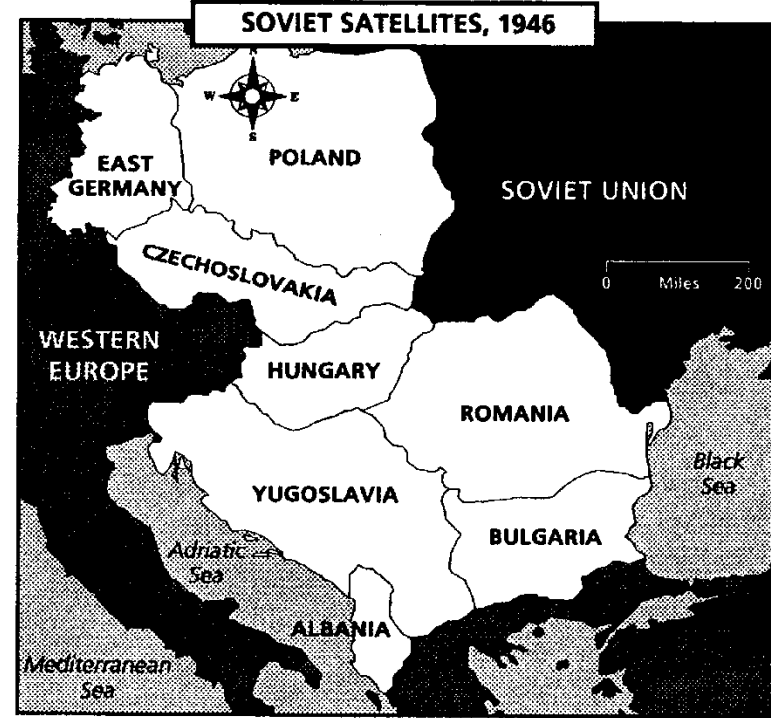 SOVIET SATELLITES, 1946
N
W E
S
EAST
GERMANY
POLAND
SOVIET UNION
CZECHOSLOVAKIA
0 Miles 200
WESTERN
EUROPE
HUNGARY
ROMANIA
Black
Sea
YUGOSLAVIA
BULGARIA
Adriatic
Sea
ALBANIA
Mediterranean
Sea